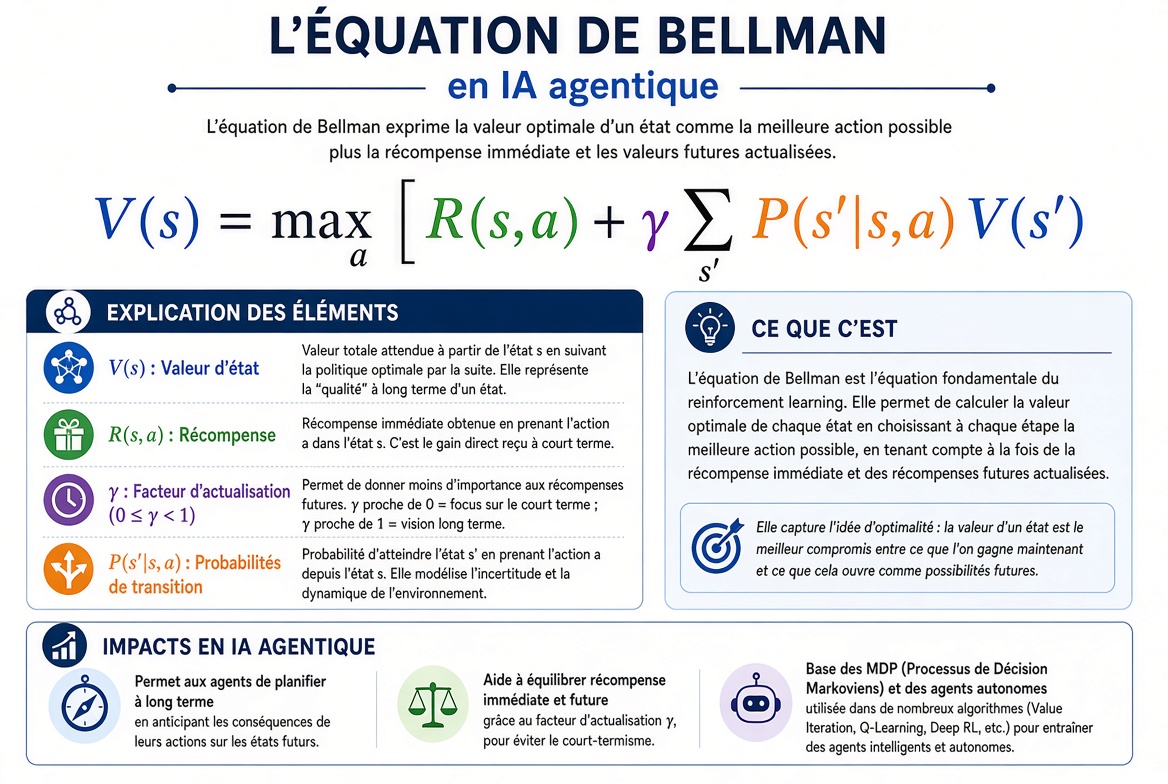 L'ÉQUATION DE BELLMAN
en IA agentique
L'équation de Bellman exprime la valeur optimale d'un état comme la meilleure action possible
plus la récompense immédiate et les valeurs futures actualisées.
V(s) = max [ R(s,a) + γ ∑ P(s′|s,a) V(s′)
a
s′
EXPLICATION DES ÉLÉMENTS
V(s) : Valeur d'état
Valeur totale attendue à partir de l'état s en suivant
la politique optimale par la suite. Elle représente
la "qualité" à long terme d'un état.
R(s,a) : Récompense
Récompense immédiate obtenue en prenant l'action
a dans l'état s. C'est le gain direct reçu à court terme.
γ : Facteur d'actualisation
(0 ≤ γ < 1)
Permet de donner moins d'importance aux récompenses
futures. γ proche de 0 = focus sur le court terme ;
γ proche de 1 = vision long terme.
P(s′|s,a) : Probabilités
de transition
Probabilité d'atteindre l'état s' en prenant l'action a
depuis l'état s. Elle modélise l'incertitude et la
dynamique de l'environnement.
CE QUE C'EST
L'équation de Bellman est l'équation fondamentale du
reinforcement learning. Elle permet de calculer la valeur
optimale de chaque état en choisissant à chaque étape la
meilleure action possible, en tenant compte à la fois de la
récompense immédiate et des récompenses futures actualisées.
Elle capture l'idée d'optimalité : la valeur d'un état est le
meilleur compromis entre ce que l'on gagne maintenant
et ce que cela ouvre comme possibilités futures.
IMPACTS EN IA AGENTIQUE
Permet aux agents de planifier
à long terme
en anticipant les conséquences de
leurs actions sur les états futurs.
Aide à équilibrer récompense
immédiate et future
grâce au facteur d'actualisation γ,
pour éviter le court-termisme.
Base des MDP (Processus de Décision
Markoviens) et des agents autonomes
utilisée dans de nombreux algorithmes (Value
Iteration, Q-Learning, Deep RL, etc.) pour entraîner
des agents intelligents et autonomes.